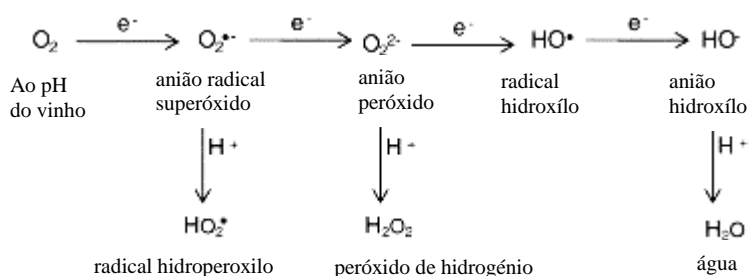 O₂ e⁻ O₂•⁻ e⁻ O₂²⁻ e⁻ HO• e⁻ HO⁻
Ao pH
do vinho
anião radical
superóxido
anião
peróxido
radical
hidroxílo
anião
hidroxílo
H⁺ H⁺ H⁺
HO₂• H₂O₂ H₂O
radical hidroperoxilo peróxido de hidrogénio água